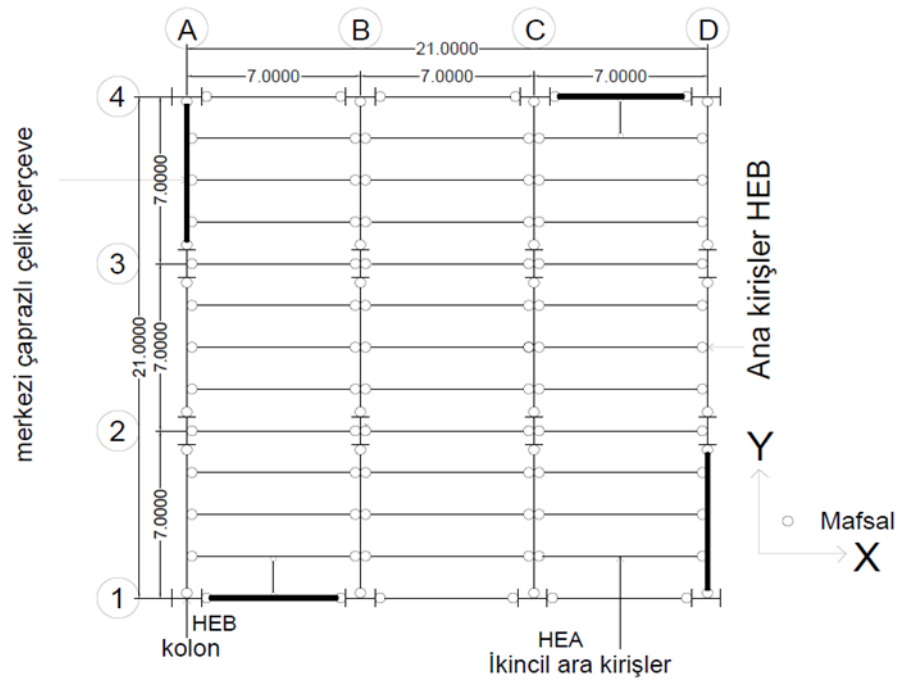 A
B
C
D
21.0000
7.0000
7.0000
7.0000
4
3
2
1
21.0000
7.0000
7.0000
7.0000
merkezi çaprazlı çelik çerçeve
Ana kirişler HEB
Y
X
Mafsal
HEB
kolon
HEA
İkincil ara kirişler